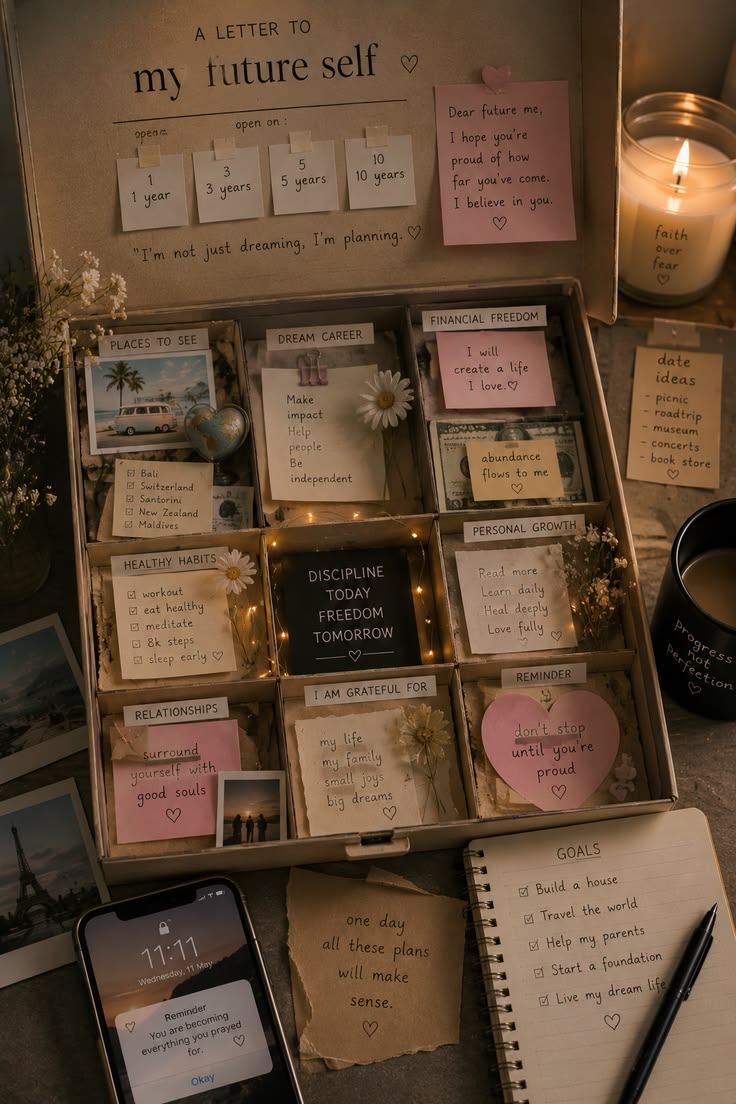 A LETTER TO
my future self ♡
open
open on :
1
1 year
3
3 years
5
5 years
10
10 years
"I'm not just dreaming, I'm planning. ♡
Dear future me,
I hope you're
proud of how
far you've come.
I believe in you.
♡
faith
over
fear
♡
PLACES TO SEE
☑ Bali
☑ Switzerland
☑ Santorini
☑ New Zealand
☑ Maldives
DREAM CAREER
Make
impact
Help
people
Be
independent
FINANCIAL FREEDOM
I will
create a life
I love. ♡
abundance
flows to me
♡
date
ideas
- picnic
- roadtrip
- museum
- concerts
- book store
♡
HEALTHY HABITS
☑ workout
☑ eat healthy
☑ meditate
☑ 8k steps
☐ sleep early ♡
DISCIPLINE
TODAY
FREEDOM
TOMORROW
♡
PERSONAL GROWTH
Read more
Learn daily
Heal deeply
Love fully
♡
Progress
not
perfection
♡
RELATIONSHIPS
surround
yourself with
good souls
♡
I AM GRATEFUL FOR
my life
my family
small joys
big dreams
♡
REMINDER
don't stop
until you're
proud
♡
11:11
Wednesday, 11 May
Reminder
You are becoming
everything you prayed
for.
♡ ♡
Okay
one day
all these plans
will make
sense.
♡
GOALS
☑ Build a house
☑ Travel the world
☑ Help my parents
☑ Start a foundation
☑ Live my dream life
♡